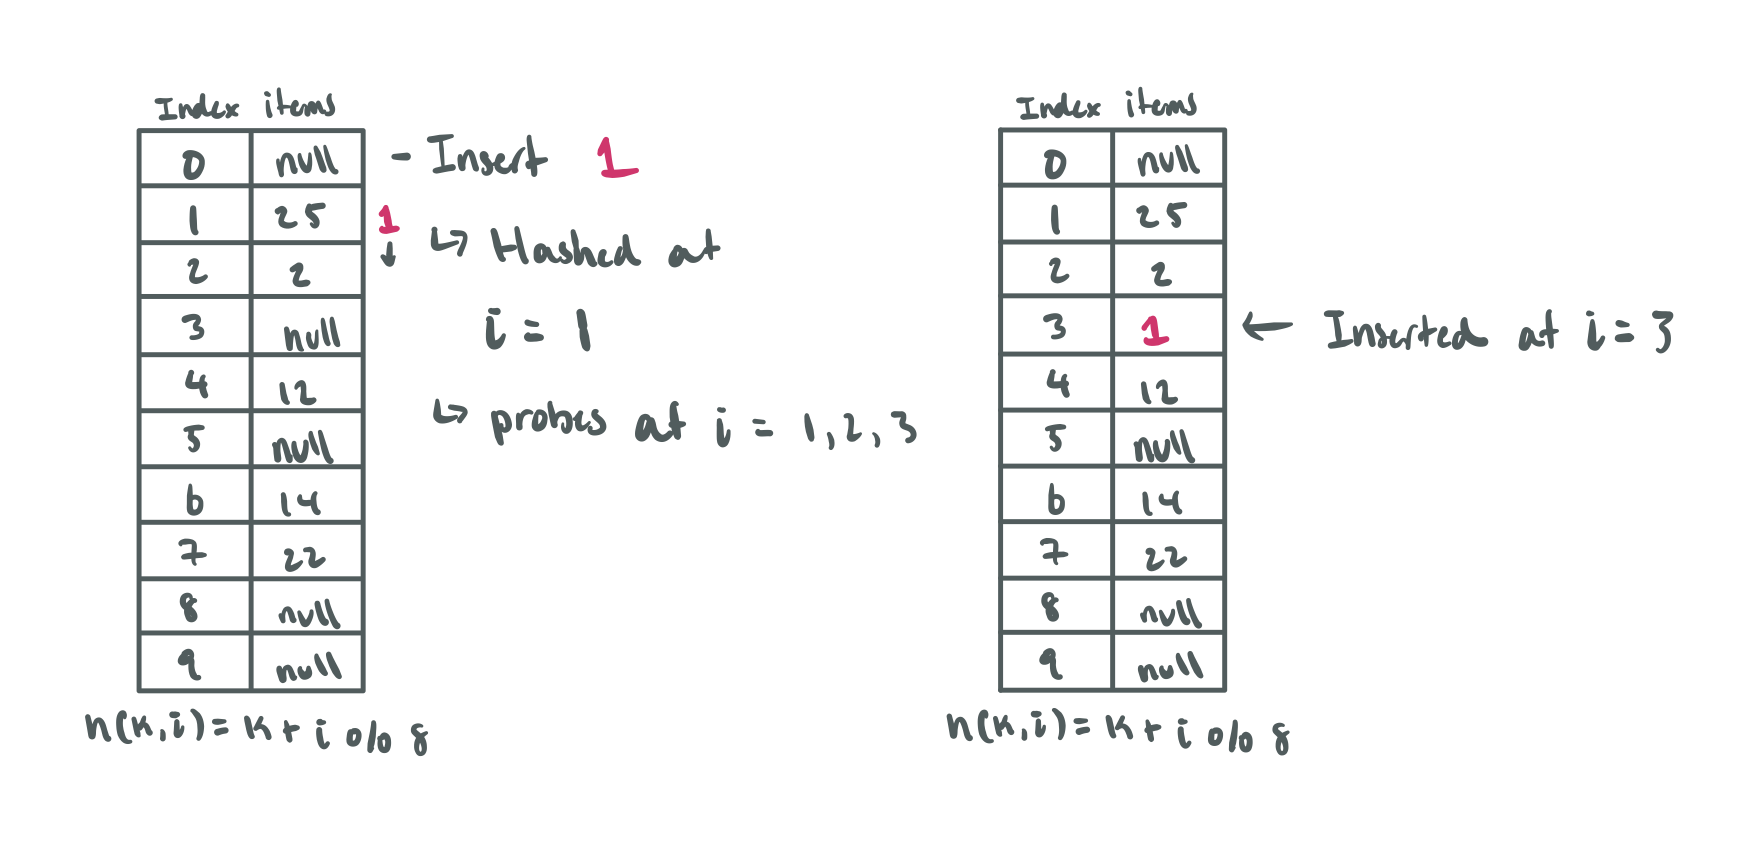 Index items
0 null
1 25
2 2
3 null
4 12
5 null
6 14
7 22
8 null
9 null
h(k,i) = k + i % 8
- Insert 1
1
↓
↳ Hashed at
i = 1
↳ probes at i = 1, 2, 3
Index items
0 null
1 25
2 2
3 1
4 12
5 null
6 14
7 22
8 null
9 null
h(k,i) = k + i % 8
← Inserted at i = 3